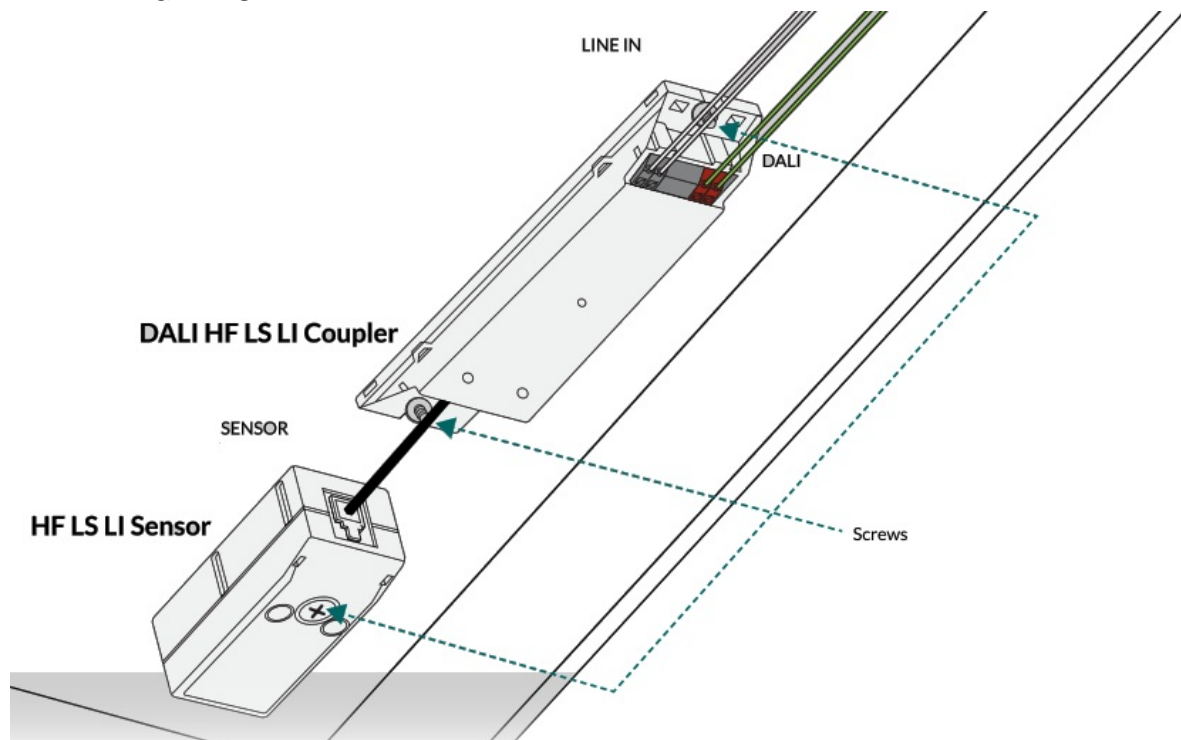 LINE IN
DALI
DALI HF LS LI Coupler
SENSOR
HF LS LI Sensor
Screws